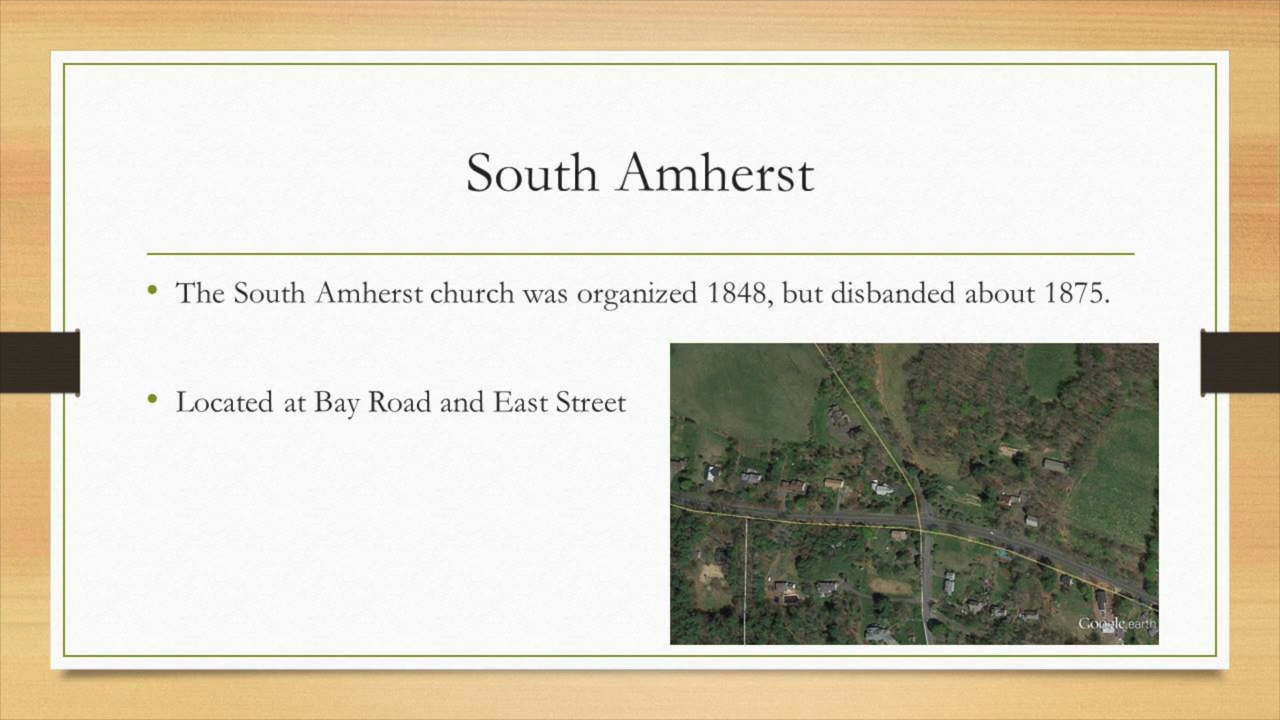 South Amherst
• The South Amherst church was organized 1848, but disbanded about 1875.
• Located at Bay Road and East Street
Google earth